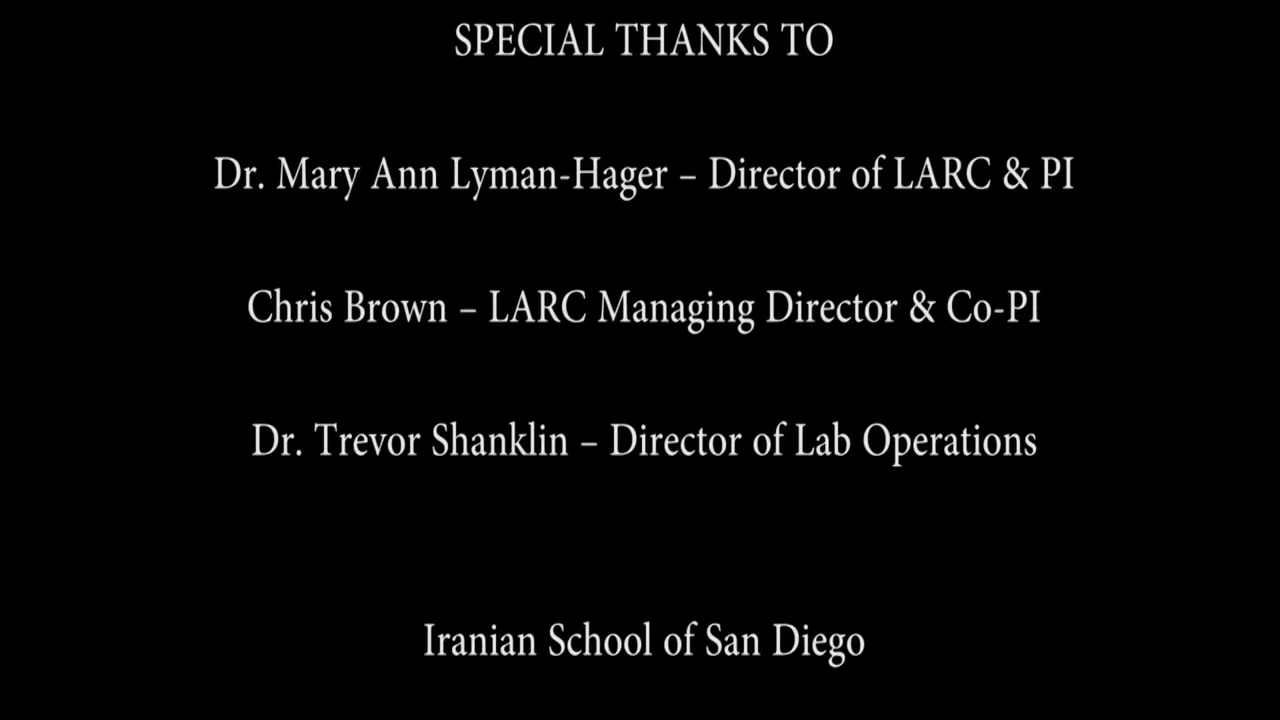 SPECIAL THANKS TO
Dr. Mary Ann Lyman-Hager – Director of LARC & PI
Chris Brown – LARC Managing Director & Co-PI
Dr. Trevor Shanklin – Director of Lab Operations
Iranian School of San Diego